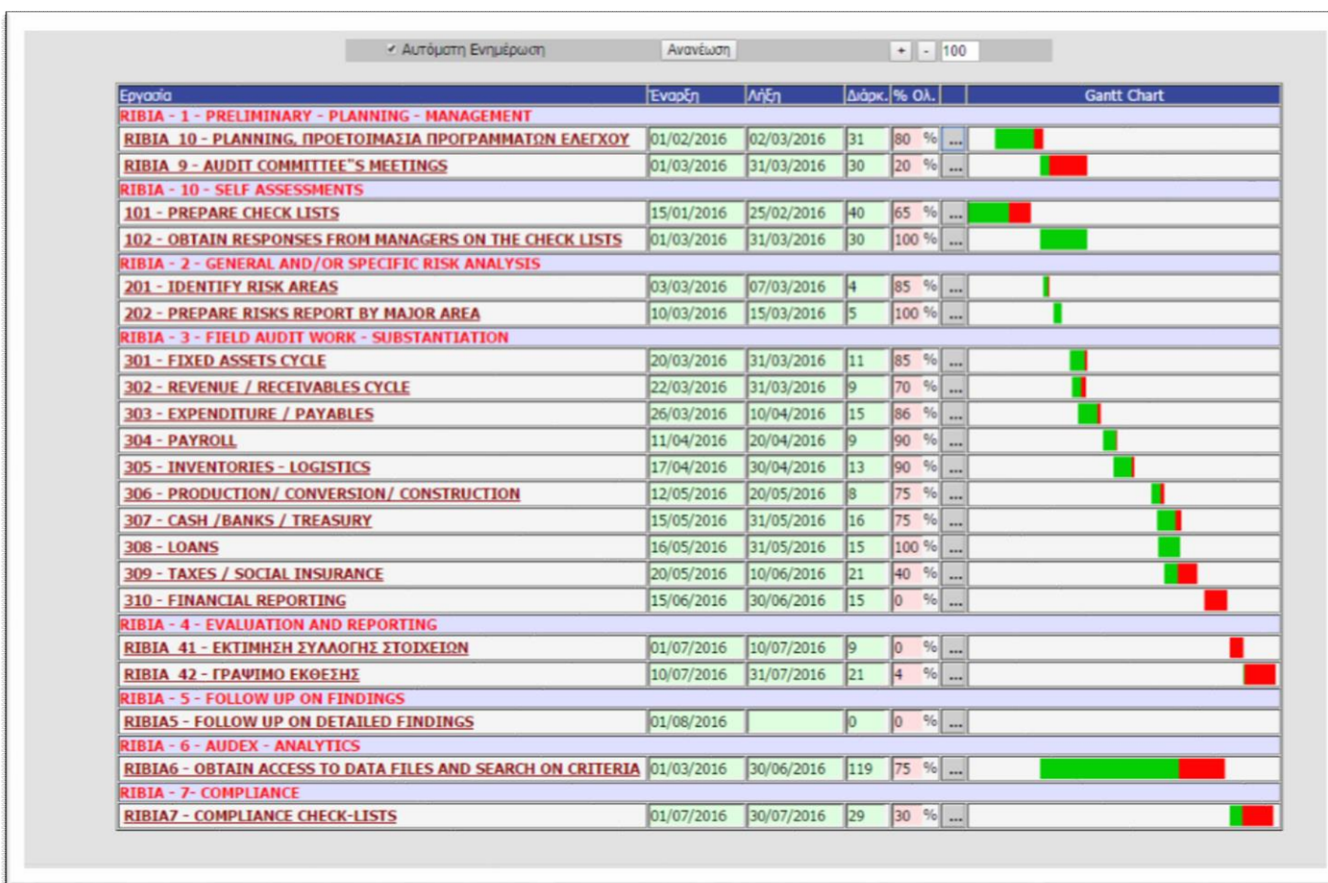 ✓ Αυτόματη Ενημέρωση Ανανέωση + - 100
Εργασία Έναρξη Λήξη Διάρκ. % Ολ. Gantt Chart
RIBIA - 1 - PRELIMINARY - PLANNING - MANAGEMENT
RIBIA 10 - PLANNING, ΠΡΟΕΤΟΙΜΑΣΙΑ ΠΡΟΓΡΑΜΜΑΤΩΝ ΕΛΕΓΧΟΥ 01/02/2016 02/03/2016 31 80 % ...
RIBIA 9 - AUDIT COMMITTEE"S MEETINGS 01/03/2016 31/03/2016 30 20 % ...
RIBIA - 10 - SELF ASSESSMENTS
101 - PREPARE CHECK LISTS 15/01/2016 25/02/2016 40 65 % ...
102 - OBTAIN RESPONSES FROM MANAGERS ON THE CHECK LISTS 01/03/2016 31/03/2016 30 100 % ...
RIBIA - 2 - GENERAL AND/OR SPECIFIC RISK ANALYSIS
201 - IDENTIFY RISK AREAS 03/03/2016 07/03/2016 4 85 % ...
202 - PREPARE RISKS REPORT BY MAJOR AREA 10/03/2016 15/03/2016 5 100 % ...
RIBIA - 3 - FIELD AUDIT WORK - SUBSTANTIATION
301 - FIXED ASSETS CYCLE 20/03/2016 31/03/2016 11 85 % ...
302 - REVENUE / RECEIVABLES CYCLE 22/03/2016 31/03/2016 9 70 % ...
303 - EXPENDITURE / PAYABLES 26/03/2016 10/04/2016 15 86 % ...
304 - PAYROLL 11/04/2016 20/04/2016 9 90 % ...
305 - INVENTORIES - LOGISTICS 17/04/2016 30/04/2016 13 90 % ...
306 - PRODUCTION/ CONVERSION/ CONSTRUCTION 12/05/2016 20/05/2016 8 75 % ...
307 - CASH /BANKS / TREASURY 15/05/2016 31/05/2016 16 75 % ...
308 - LOANS 16/05/2016 31/05/2016 15 100 % ...
309 - TAXES / SOCIAL INSURANCE 20/05/2016 10/06/2016 21 40 % ...
310 - FINANCIAL REPORTING 15/06/2016 30/06/2016 15 0 % ...
RIBIA - 4 - EVALUATION AND REPORTING
RIBIA 41 - ΕΚΤΙΜΗΣΗ ΣΥΛΛΟΓΗΣ ΣΤΟΙΧΕΙΩΝ 01/07/2016 10/07/2016 9 0 % ...
RIBIA 42 - ΓΡΑΨΙΜΟ ΕΚΘΕΣΗΣ 10/07/2016 31/07/2016 21 4 % ...
RIBIA - 5 - FOLLOW UP ON FINDINGS
RIBIA5 - FOLLOW UP ON DETAILED FINDINGS 01/08/2016 0 0 % ...
RIBIA - 6 - AUDEX - ANALYTICS
RIBIA6 - OBTAIN ACCESS TO DATA FILES AND SEARCH ON CRITERIA 01/03/2016 30/06/2016 119 75 % ...
RIBIA - 7- COMPLIANCE
RIBIA7 - COMPLIANCE CHECK-LISTS 01/07/2016 30/07/2016 29 30 % ...